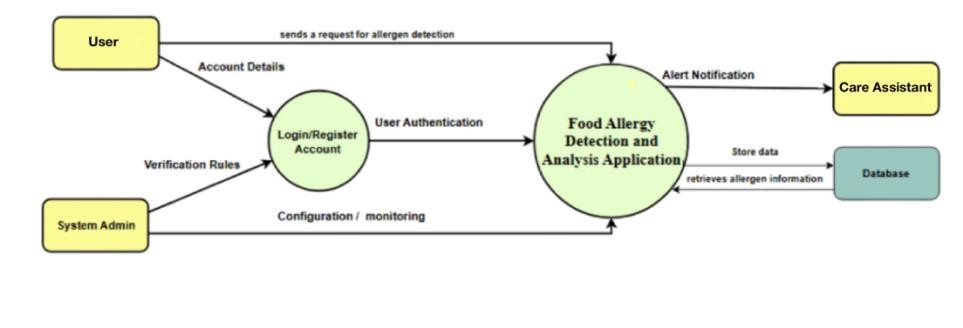 User
sends a request for allergen detection
Account Details
Alert Notification
Care Assistant
Login/Register
Account
User Authentication
Food Allergy
Detection and
Analysis Application
Store data
retrieves allergen information
Database
Verification Rules
System Admin
Configuration / monitoring